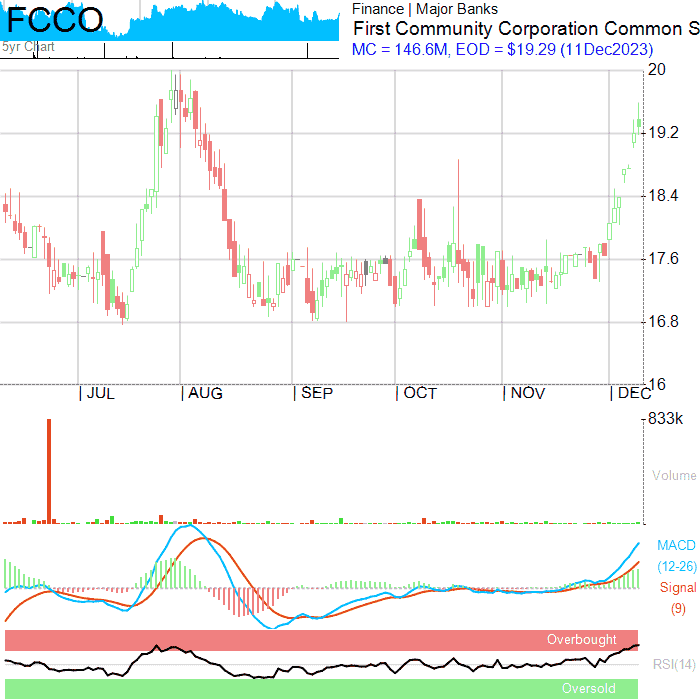 FCCO
5yr Chart
Finance | Major Banks
First Community Corporation Common S
MC = 146.6M, EOD = $19.29 (11Dec2023)
20
19.2
18.4
17.6
16.8
16
| JUL | AUG | SEP | OCT | NOV | DEC
833k
Volume
MACD
(12-26)
Signal
(9)
Overbought
RSI(14)
Oversold